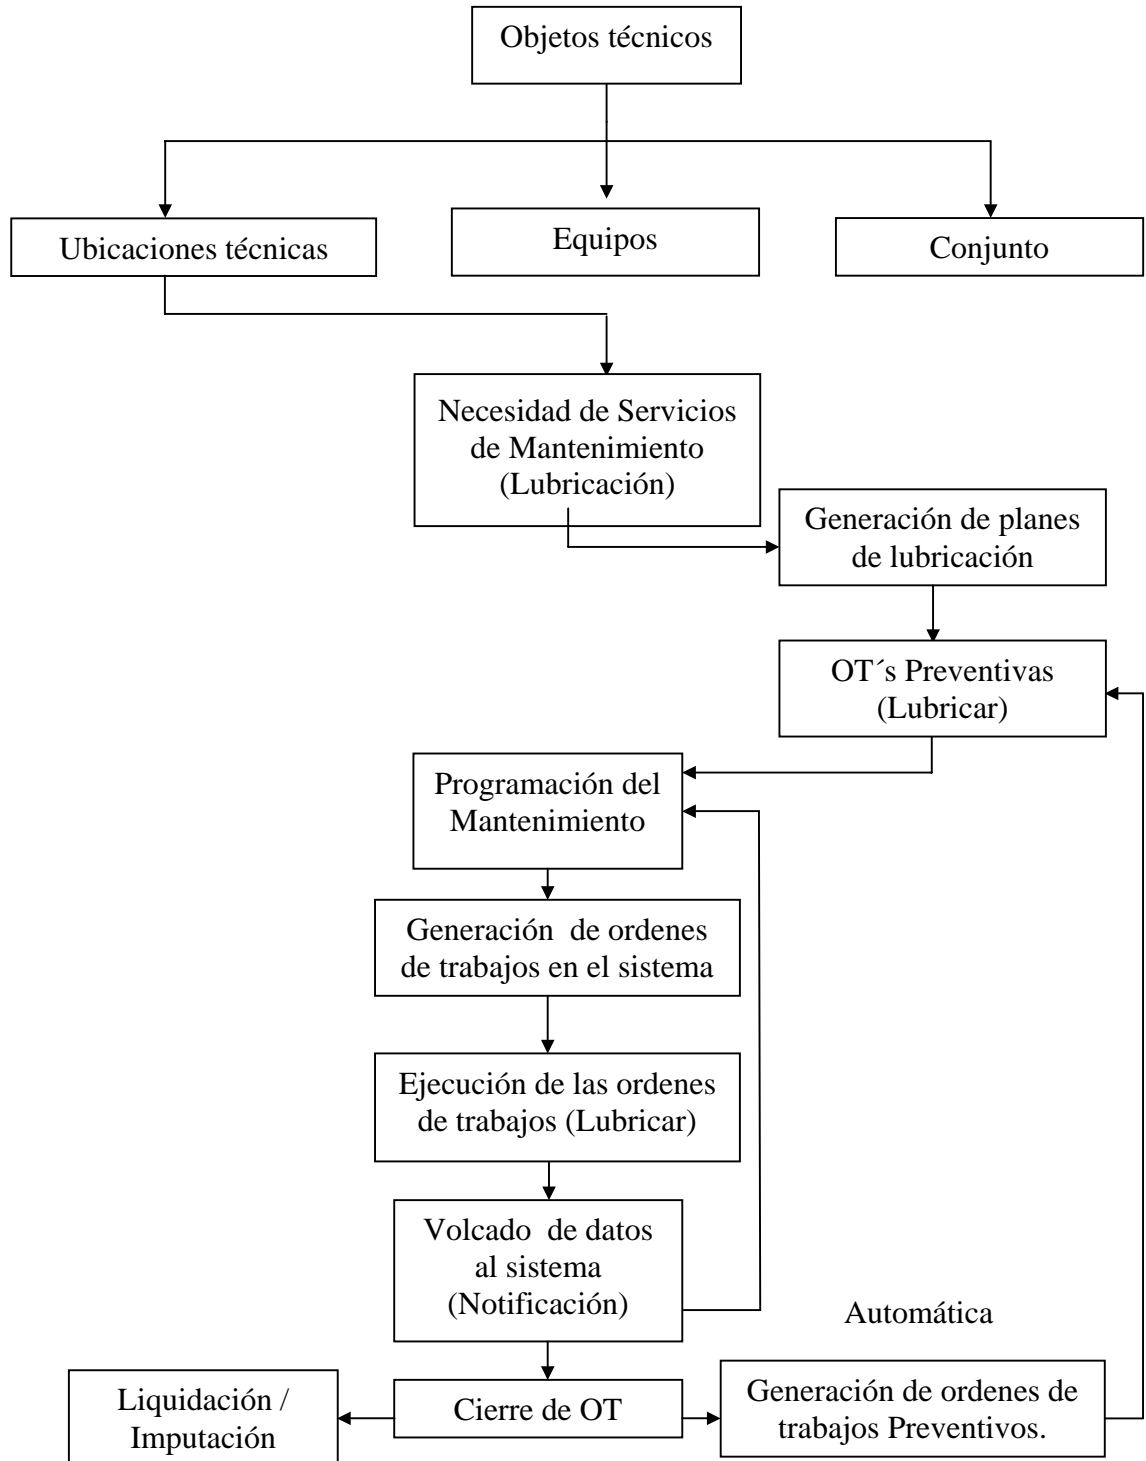 Objetos técnicos
Ubicaciones técnicas
Equipos
Conjunto
Necesidad de Servicios
de Mantenimiento
(Lubricación)
Generación de planes
de lubricación
OT´s Preventivas
(Lubricar)
Programación del
Mantenimiento
Generación  de ordenes
de trabajos en el sistema
Ejecución de las ordenes
de trabajos (Lubricar)
Volcado  de datos
al sistema
(Notificación)
Automática
Liquidación /
Imputación
Cierre de OT
Generación de ordenes de
trabajos Preventivos.